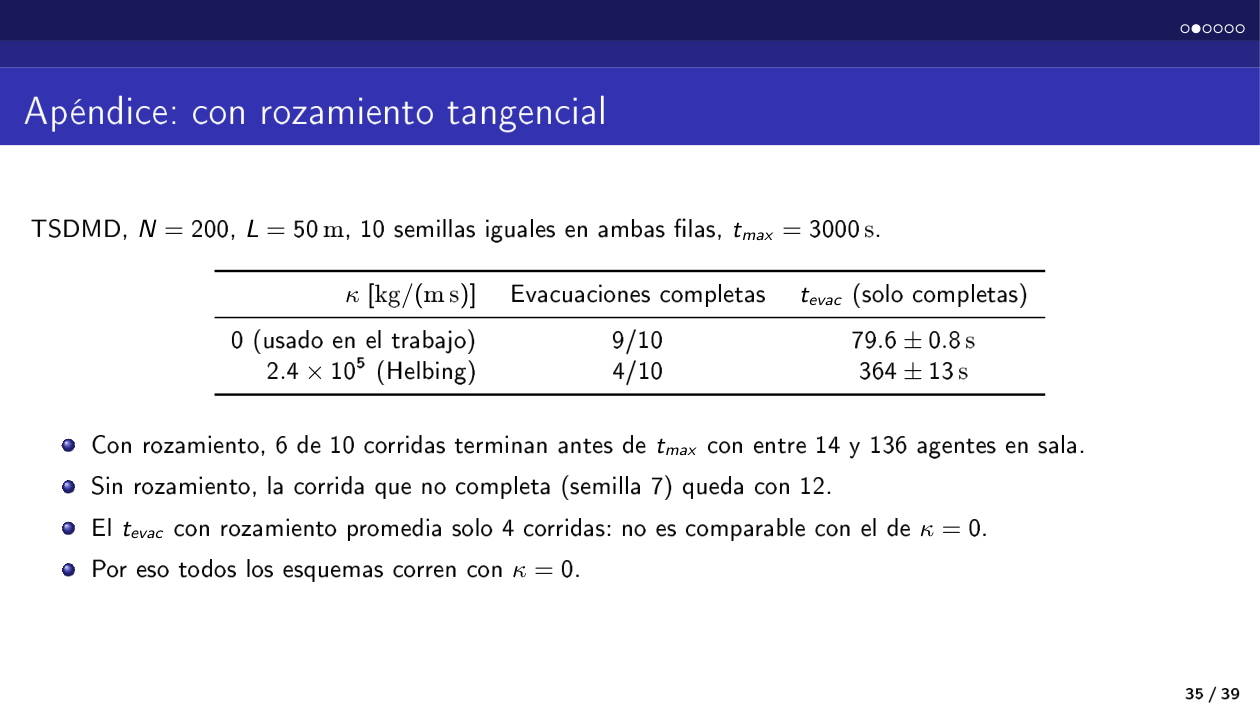 Apéndice: con rozamiento tangencial
TSDMD, N = 200, L = 50 m, 10 semillas iguales en ambas filas, t_max = 3000 s.
κ [kg/(m s)] Evacuaciones completas t_evac (solo completas)
0 (usado en el trabajo) 9/10 79.6 ± 0.8 s
2.4 × 10⁵ (Helbing) 4/10 364 ± 13 s
Con rozamiento, 6 de 10 corridas terminan antes de t_max con entre 14 y 136 agentes en sala.
Sin rozamiento, la corrida que no completa (semilla 7) queda con 12.
El t_evac con rozamiento promedia solo 4 corridas: no es comparable con el de κ = 0.
Por eso todos los esquemas corren con κ = 0.
35 / 39